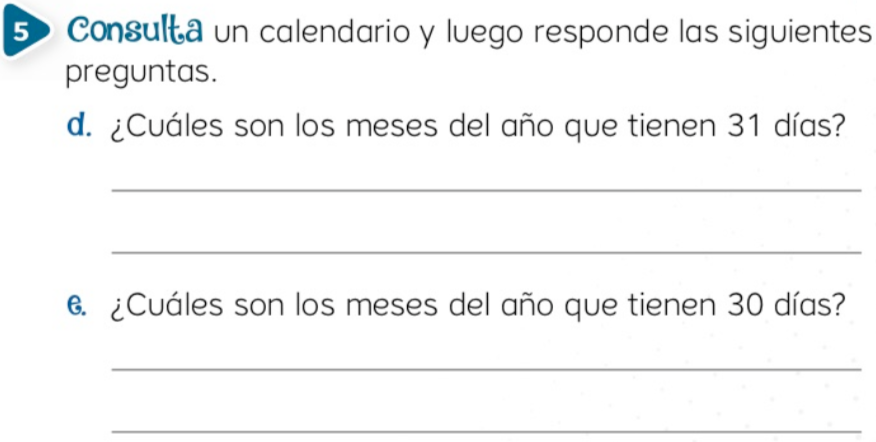 5 Consulta un calendario y luego responde las siguientes
preguntas.
d. ¿Cuáles son los meses del año que tienen 31 días?
e. ¿Cuáles son los meses del año que tienen 30 días?